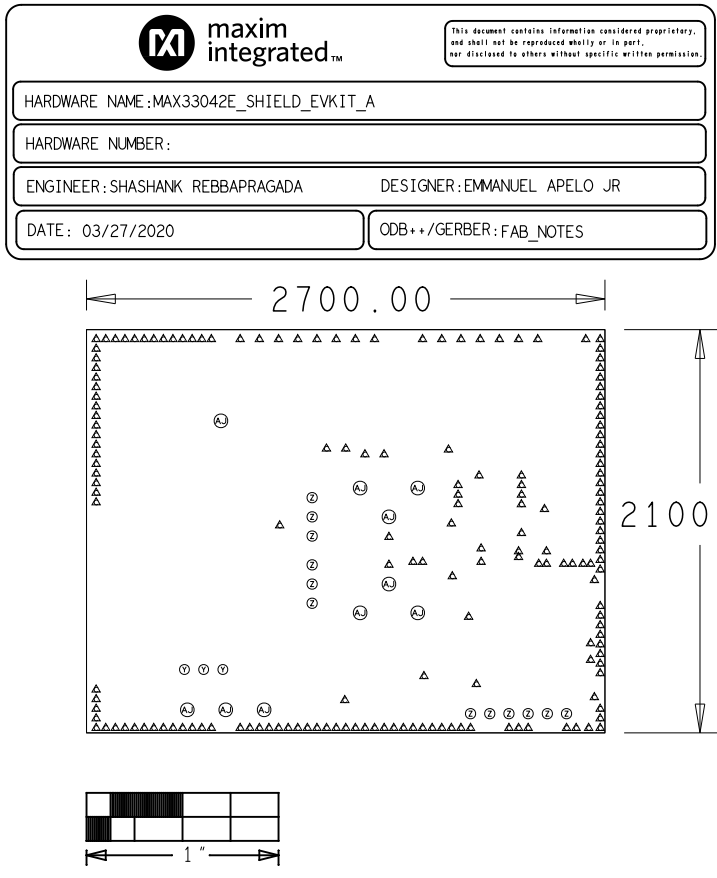 maxim
integrated™
This document contains information considered proprietary,
and shall not be reproduced wholly or in part,
nor disclosed to others without specific written permission.
HARDWARE NAME:MAX33042E_SHIELD_EVKIT_A
HARDWARE NUMBER:
ENGINEER:SHASHANK REBBAPRAGADA DESIGNER:EMMANUEL APELO JR
DATE: 03/27/2020 ODB++/GERBER:FAB_NOTES
2700.00
AJ
AJ AJ
Z
Z AJ
Z
2100
Z
Z AJ
Z
AJ AJ
Y Y Y
AJ AJ AJ
Z Z Z Z Z Z
1"